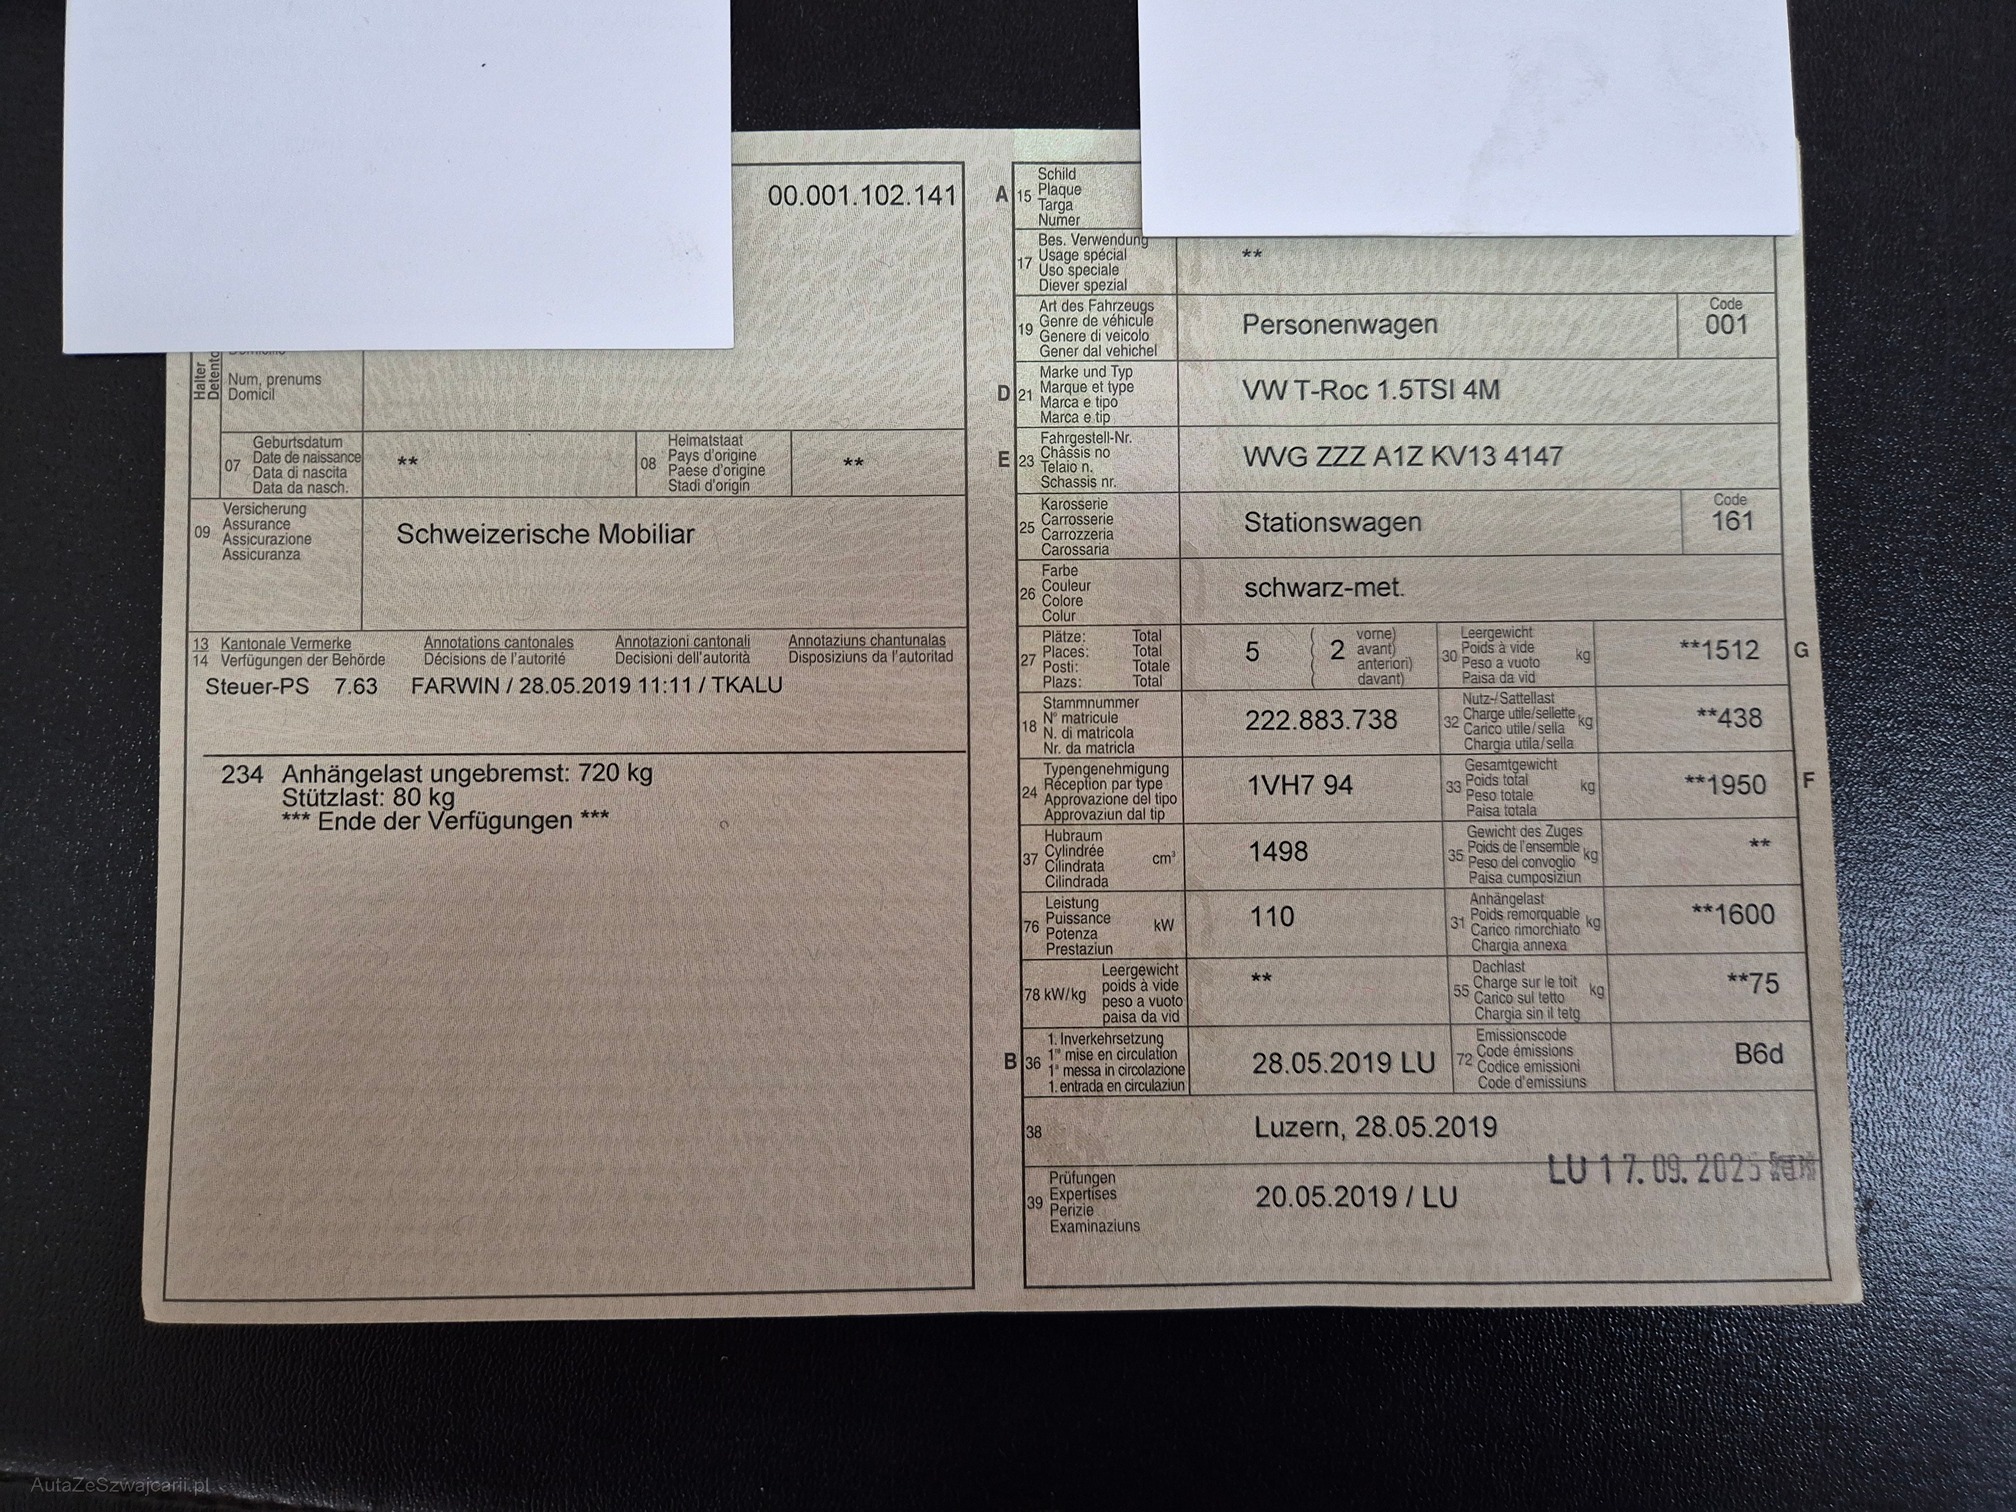 00.001.102.141
Halter
Detento
Num, prenums
Domicil
07
Geburtsdatum
Date de naissance
Data di nascita
Data da nasch.
**
08
Heimatstaat
Pays d'origine
Paese d'origine
Stadi d'origin
**
09
Versicherung
Assurance
Assicurazione
Assicuranza
Schweizerische Mobiliar
13 Kantonale Vermerke Annotations cantonales Annotazioni cantonali Annotaziuns chantunalas
14 Verfügungen der Behörde Décisions de l'autorité Decisioni dell'autorità Disposiziuns da l'autoritad
Steuer-PS 7.63 FARWIN / 28.05.2019 11:11 / TKALU
234 Anhängelast ungebremst: 720 kg
Stützlast: 80 kg
*** Ende der Verfügungen ***
A 15
Schild
Plaque
Targa
Numer
17
Bes. Verwendung
Usage spécial
Uso speciale
Diever spezial
**
19
Art des Fahrzeugs
Genre de véhicule
Genere di veicolo
Gener dal vehichel
Personenwagen
Code
001
D 21
Marke und Typ
Marque et type
Marca e tipo
Marca e tip
VW T-Roc 1.5TSI 4M
E 23
Fahrgestell-Nr.
Châssis no
Telaio n.
Schassis nr.
WVG ZZZ A1Z KV13 4147
25
Karosserie
Carrosserie
Carrozzeria
Carossaria
Stationswagen
Code
161
26
Farbe
Couleur
Colore
Colur
schwarz-met.
27
Plätze: Total
Places: Total
Posti: Totale
Plazs: Total
5
( 2 vorne)
( avant)
( anteriori)
( davant)
30
Leergewicht
Poids à vide
Peso a vuoto
Paisa da vid
kg
**1512
G
18
Stammnummer
N° matricule
N. di matricola
Nr. da matricla
222.883.738
32
Nutz-/Sattellast
Charge utile/sellette
Carico utile/sella
Chargia utila/sella
kg
**438
24
Typengenehmigung
Réception par type
Approvazione del tipo
Approvaziun dal tip
1VH7 94
33
Gesamtgewicht
Poids total
Peso totale
Paisa totala
kg
**1950
F
37
Hubraum
Cylindrée
Cilindrata
Cilindrada
cm³
1498
35
Gewicht des Zuges
Poids de l'ensemble
Peso del convoglio
Paisa cumposiziun
kg
**
76
Leistung
Puissance
Potenza
Prestaziun
kW
110
31
Anhängelast
Poids remorquable
Carico rimorchiato
Chargia annexa
kg
**1600
78 kW/kg
Leergewicht
poids à vide
peso a vuoto
paisa da vid
**
55
Dachlast
Charge sur le toit
Carico sul tetto
Chargia sin il tetg
kg
**75
B 36
1. Inverkehrsetzung
1re mise en circulation
1a messa in circolazione
1. entrada en circulaziun
28.05.2019 LU
72
Emissionscode
Code émissions
Codice emissioni
Code d'emissiuns
B6d
38
Luzern, 28.05.2019
LU 17.09.2025
39
Prüfungen
Expertises
Perizie
Examinaziuns
20.05.2019 / LU
AutaZeSzwajcarii.pl